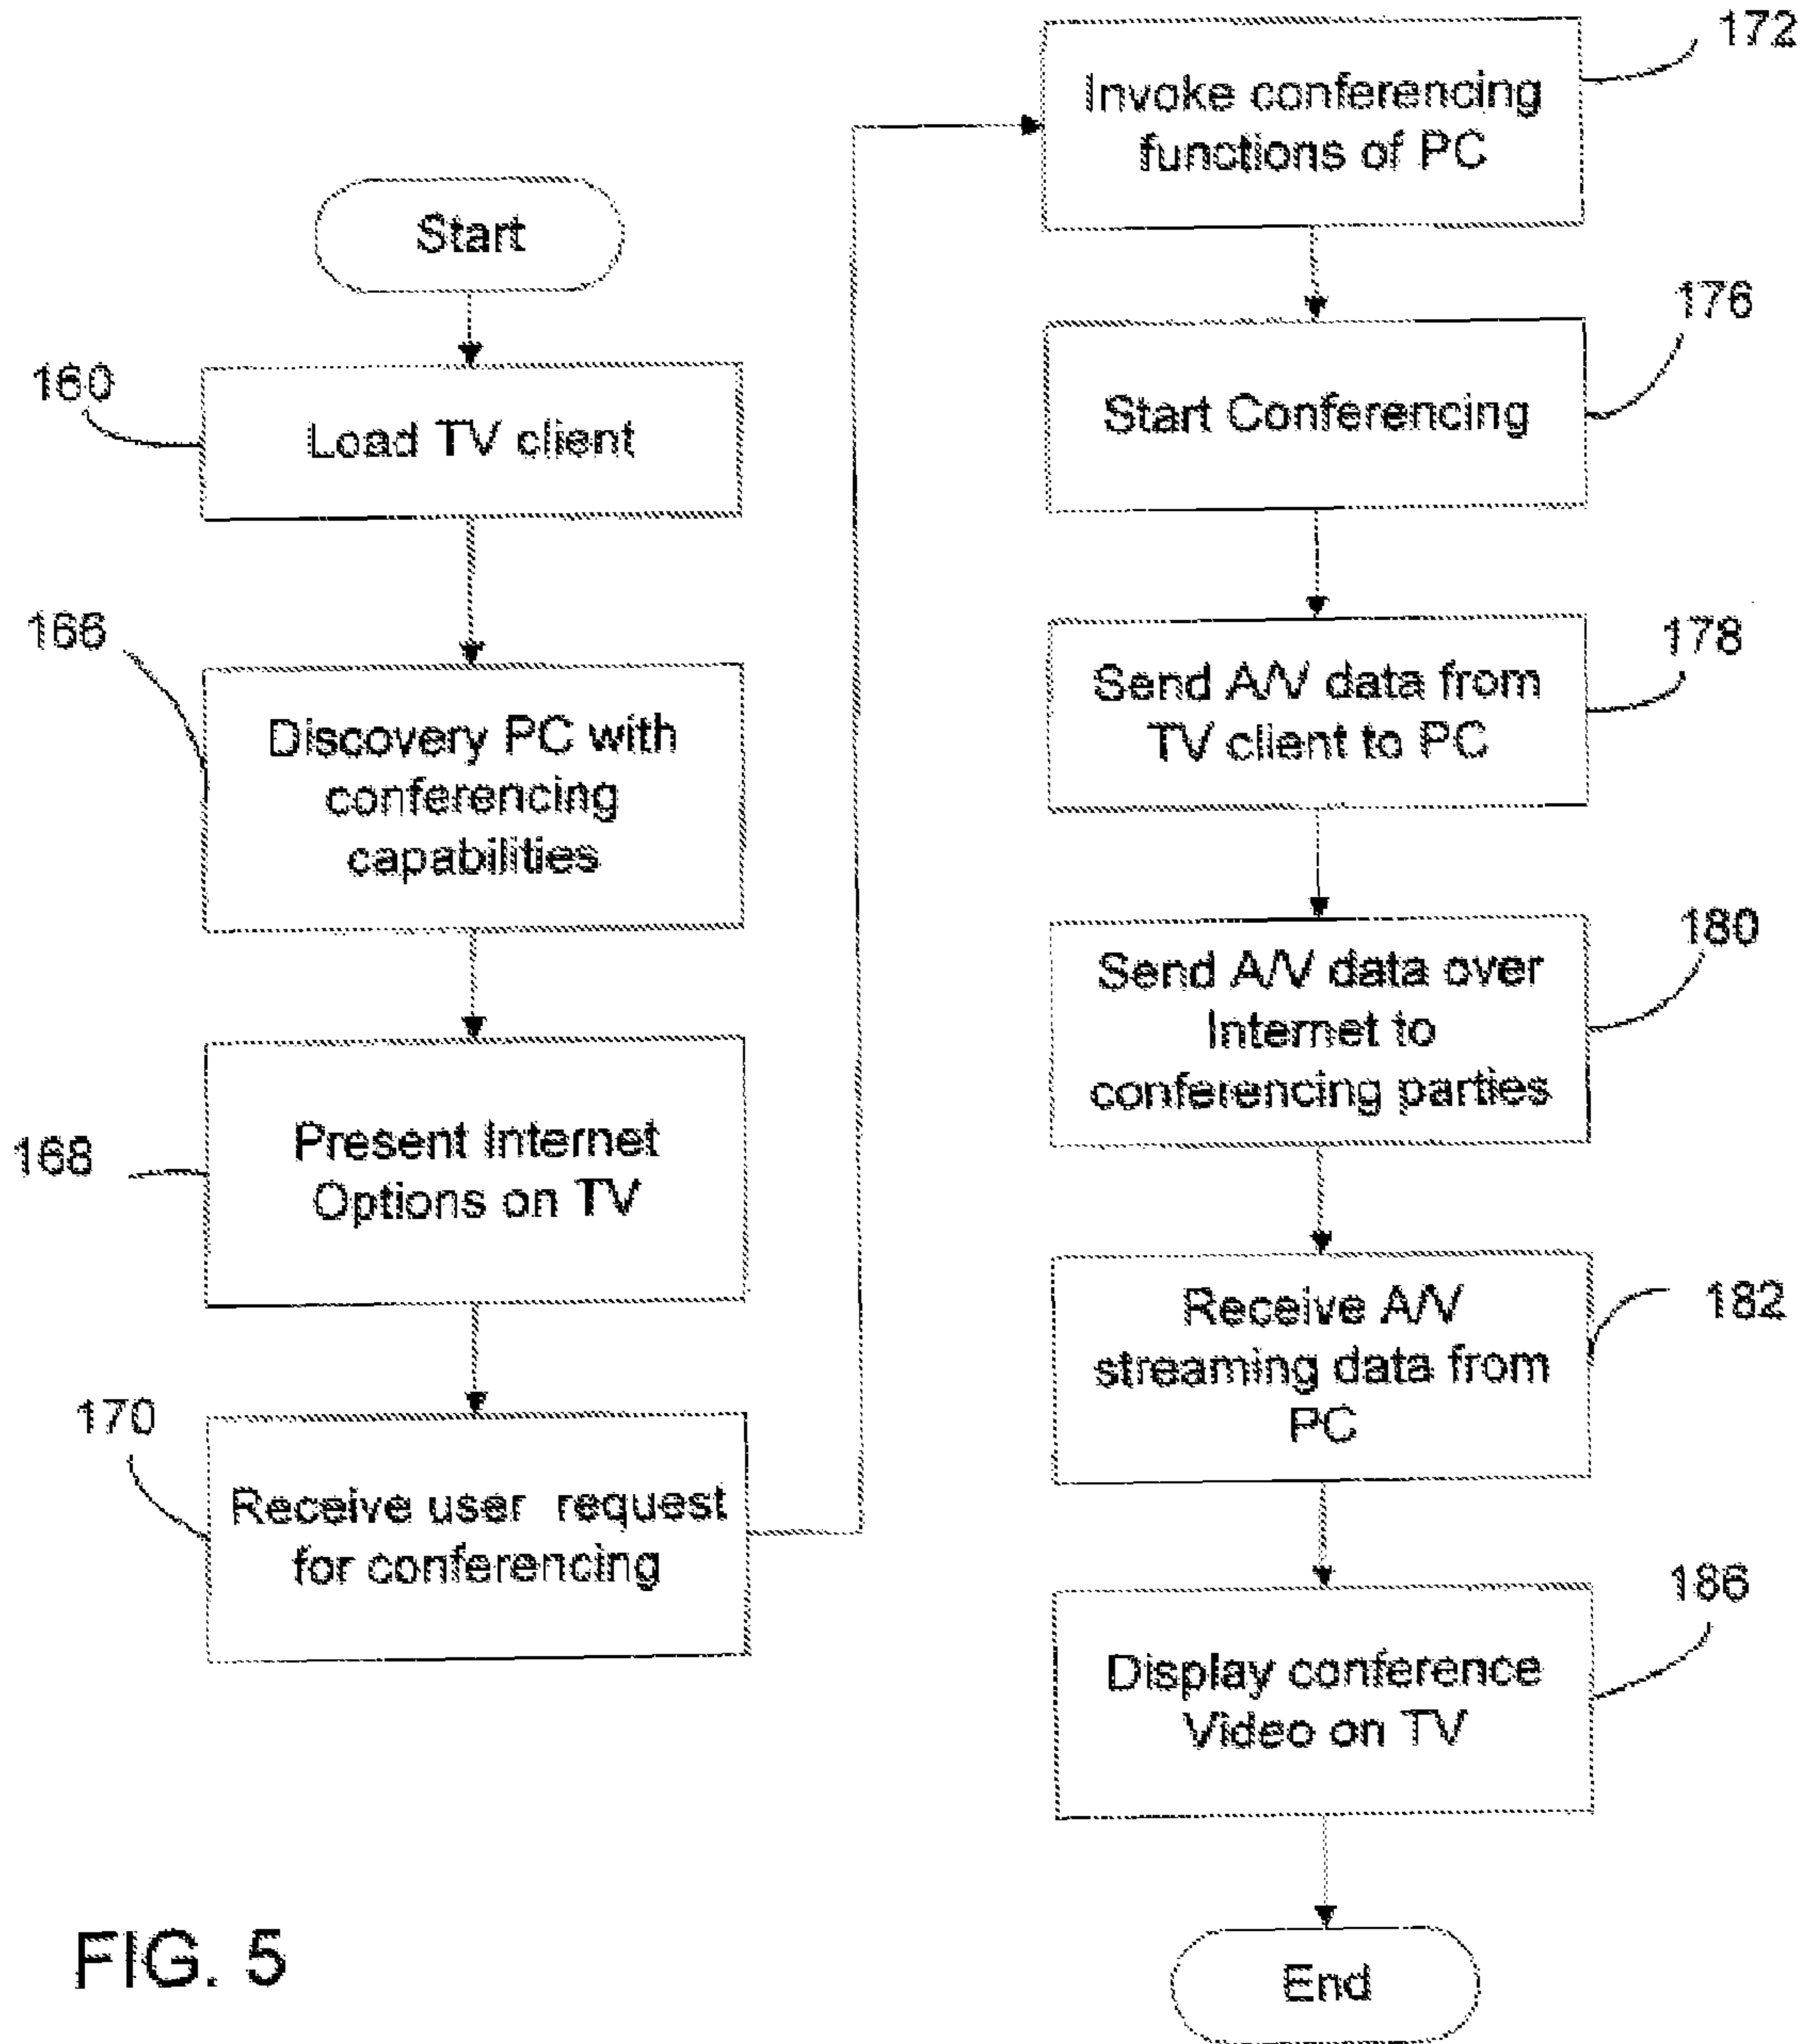 Start
160
Load TV client
166
Discovery PC with
conferencing
capabilities
168
Present Internet
Options on TV
170
Receive user request
for conferencing
172
Invoke conferencing
functions of PC
176
Start Conferencing
178
Send A/V data from
TV client to PC
180
Send A/V data over
Internet to
conferencing parties
182
Receive A/V
streaming data from
PC
186
Display conference
Video on TV
End
FIG. 5